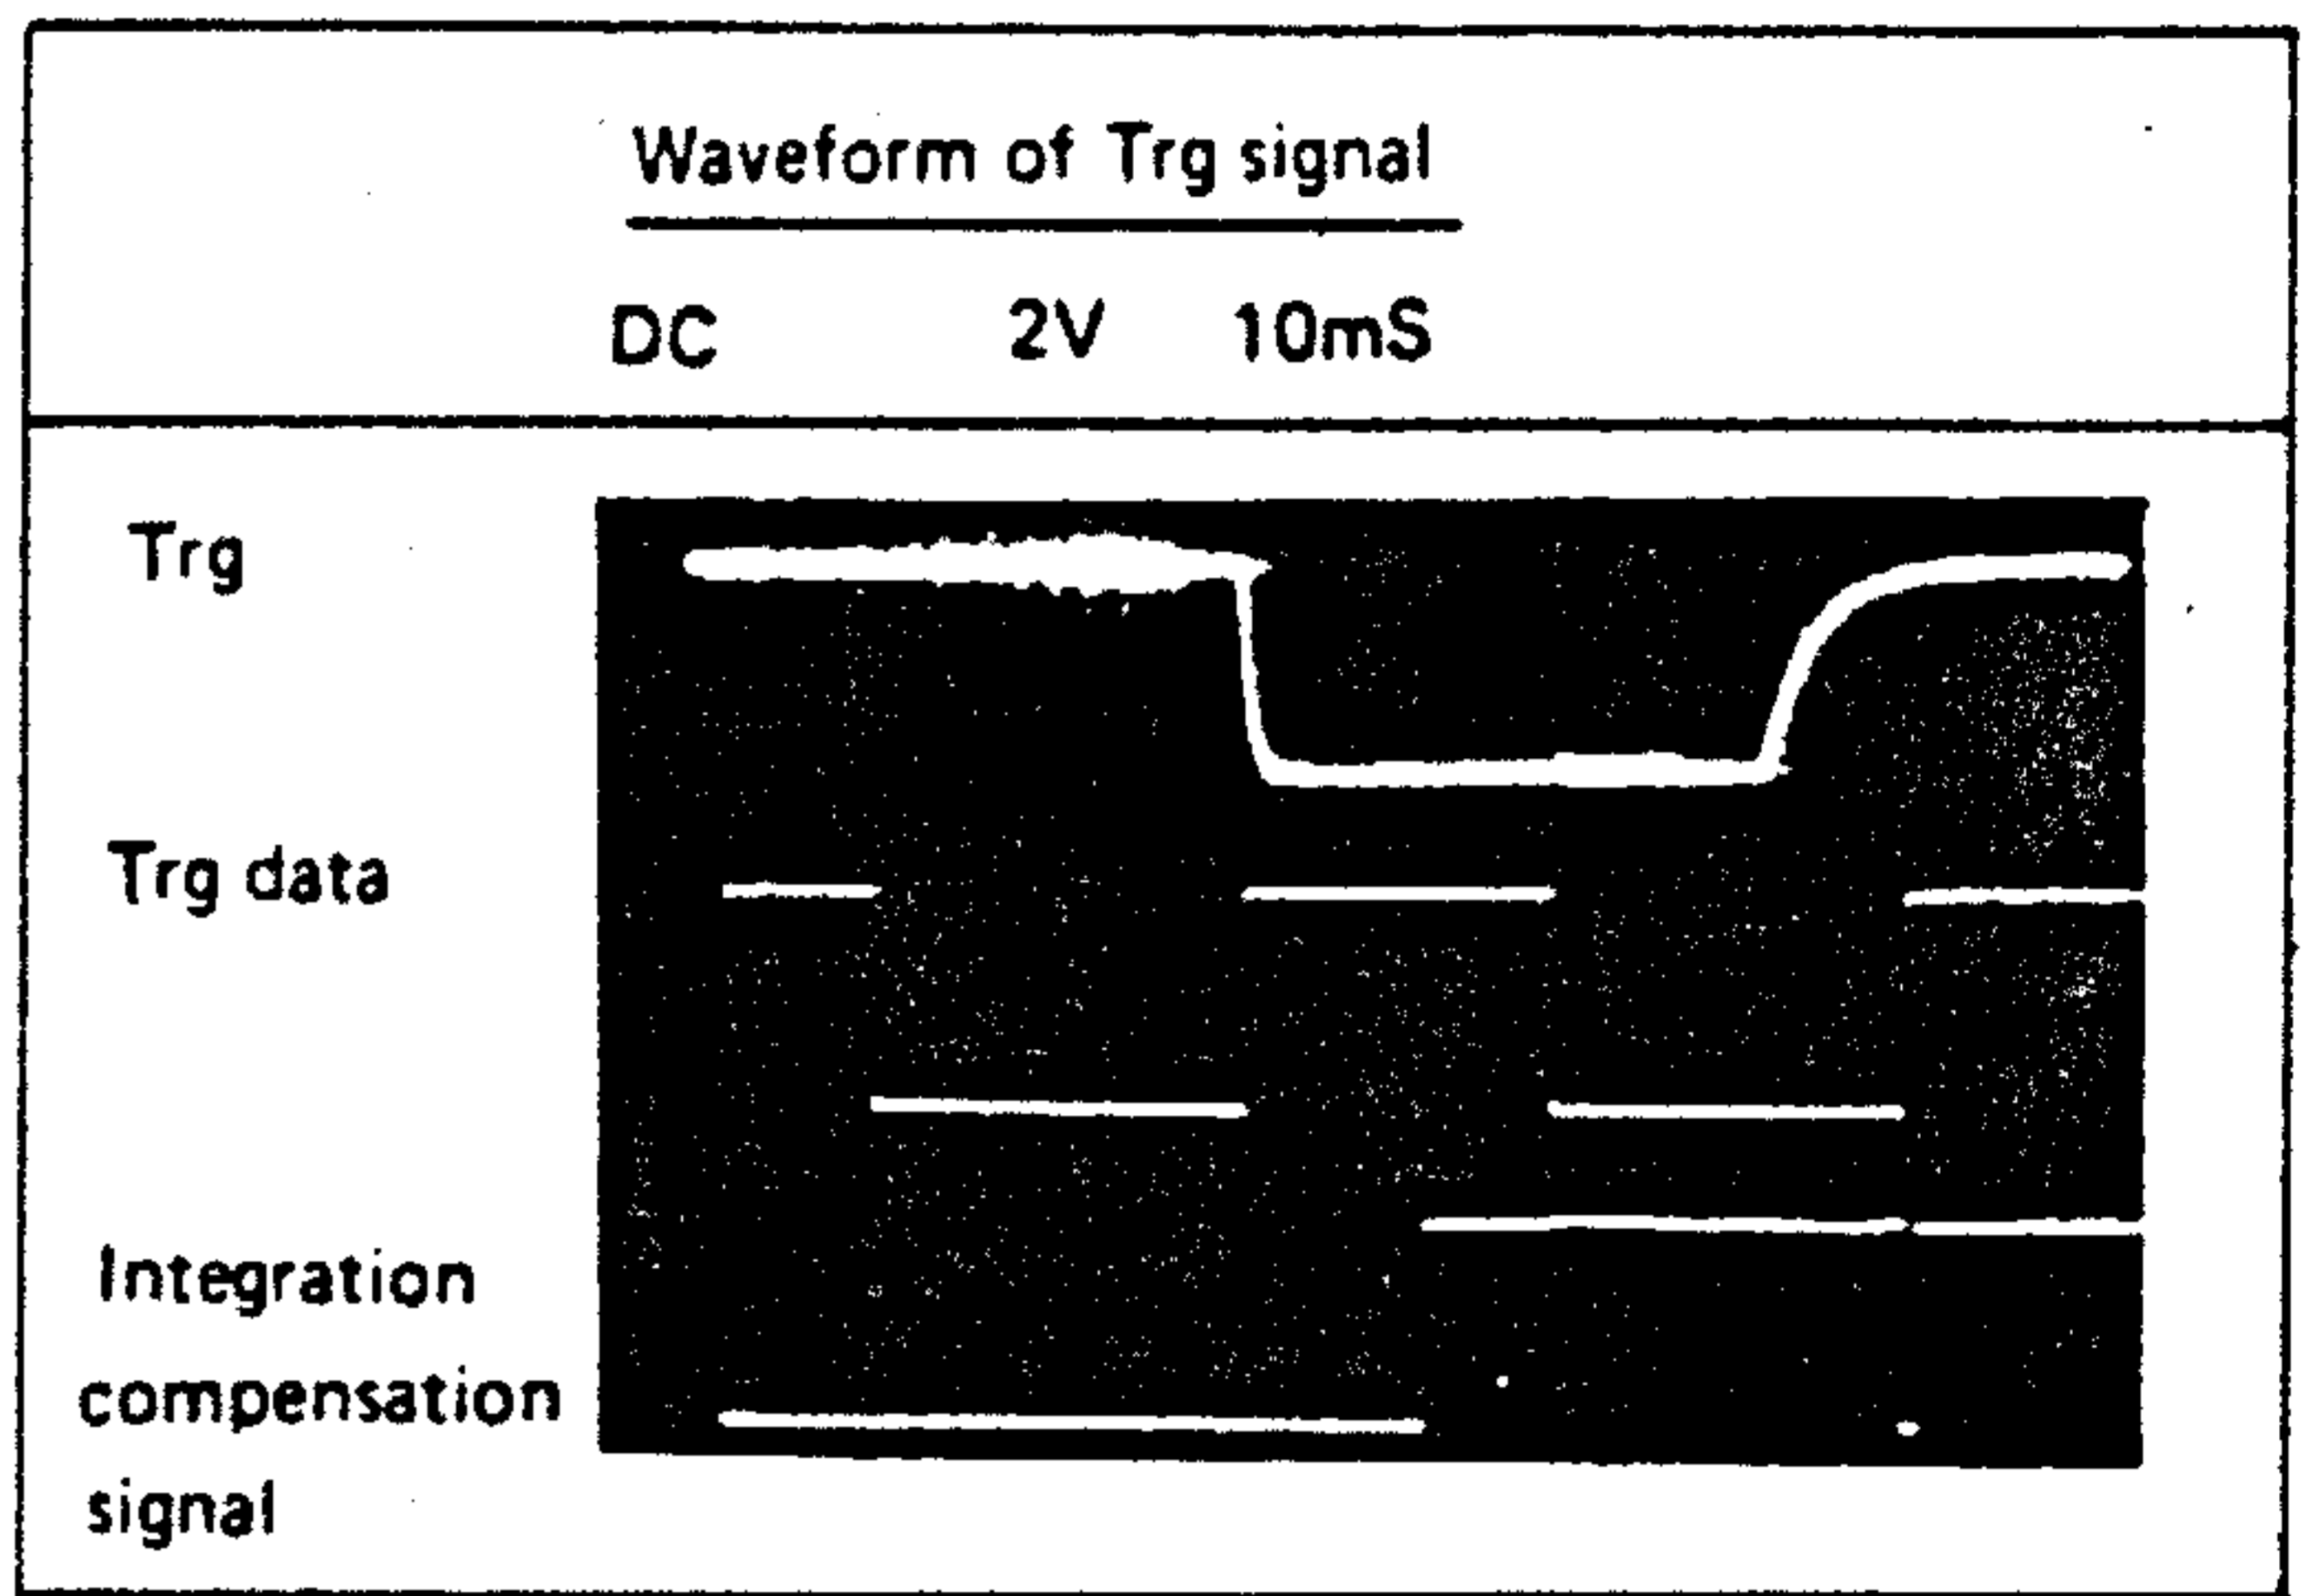 Waveform of Trg signal
DC 2V 10mS
Trg
Trg data
Integration
compensation
signal